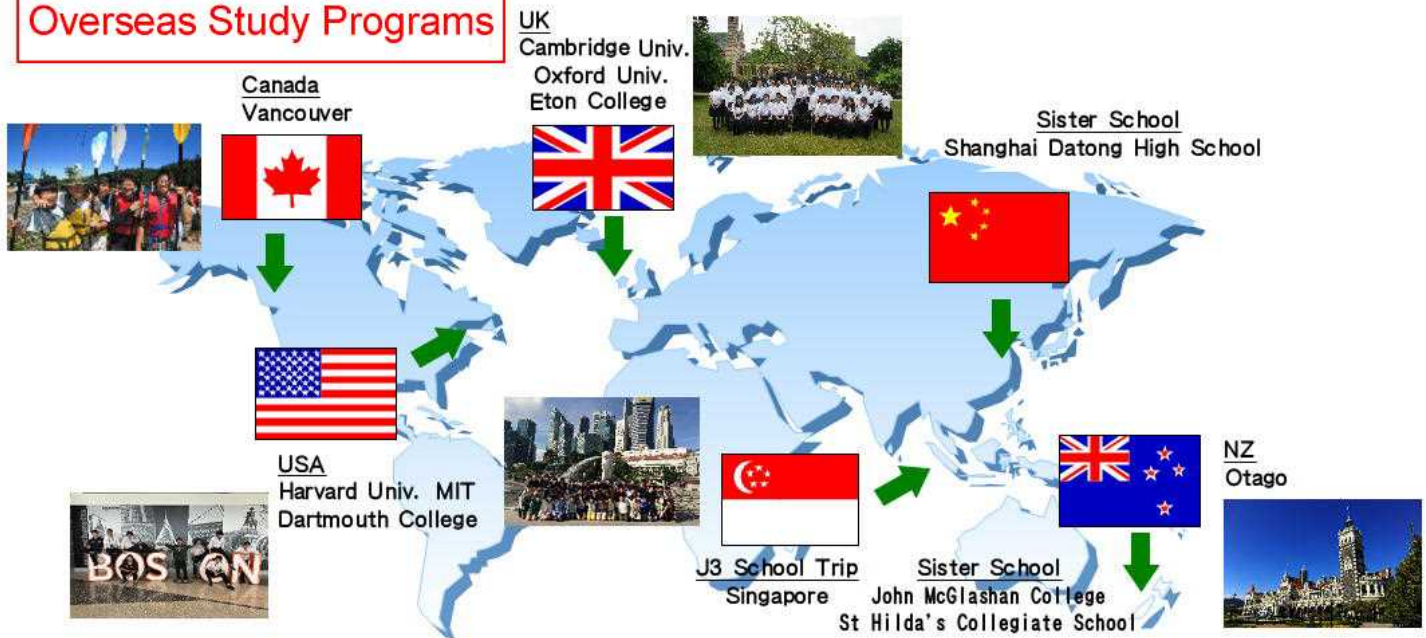 Overseas Study Programs
UK
Cambridge Univ.
Oxford Univ.
Eton College
Canada
Vancouver
Sister School
Shanghai Datong High School
USA
Harvard Univ. MIT
Dartmouth College
BOS ON
J3 School Trip
Singapore
Sister School
John McGlashan College
St Hilda's Collegiate School
NZ
Otago